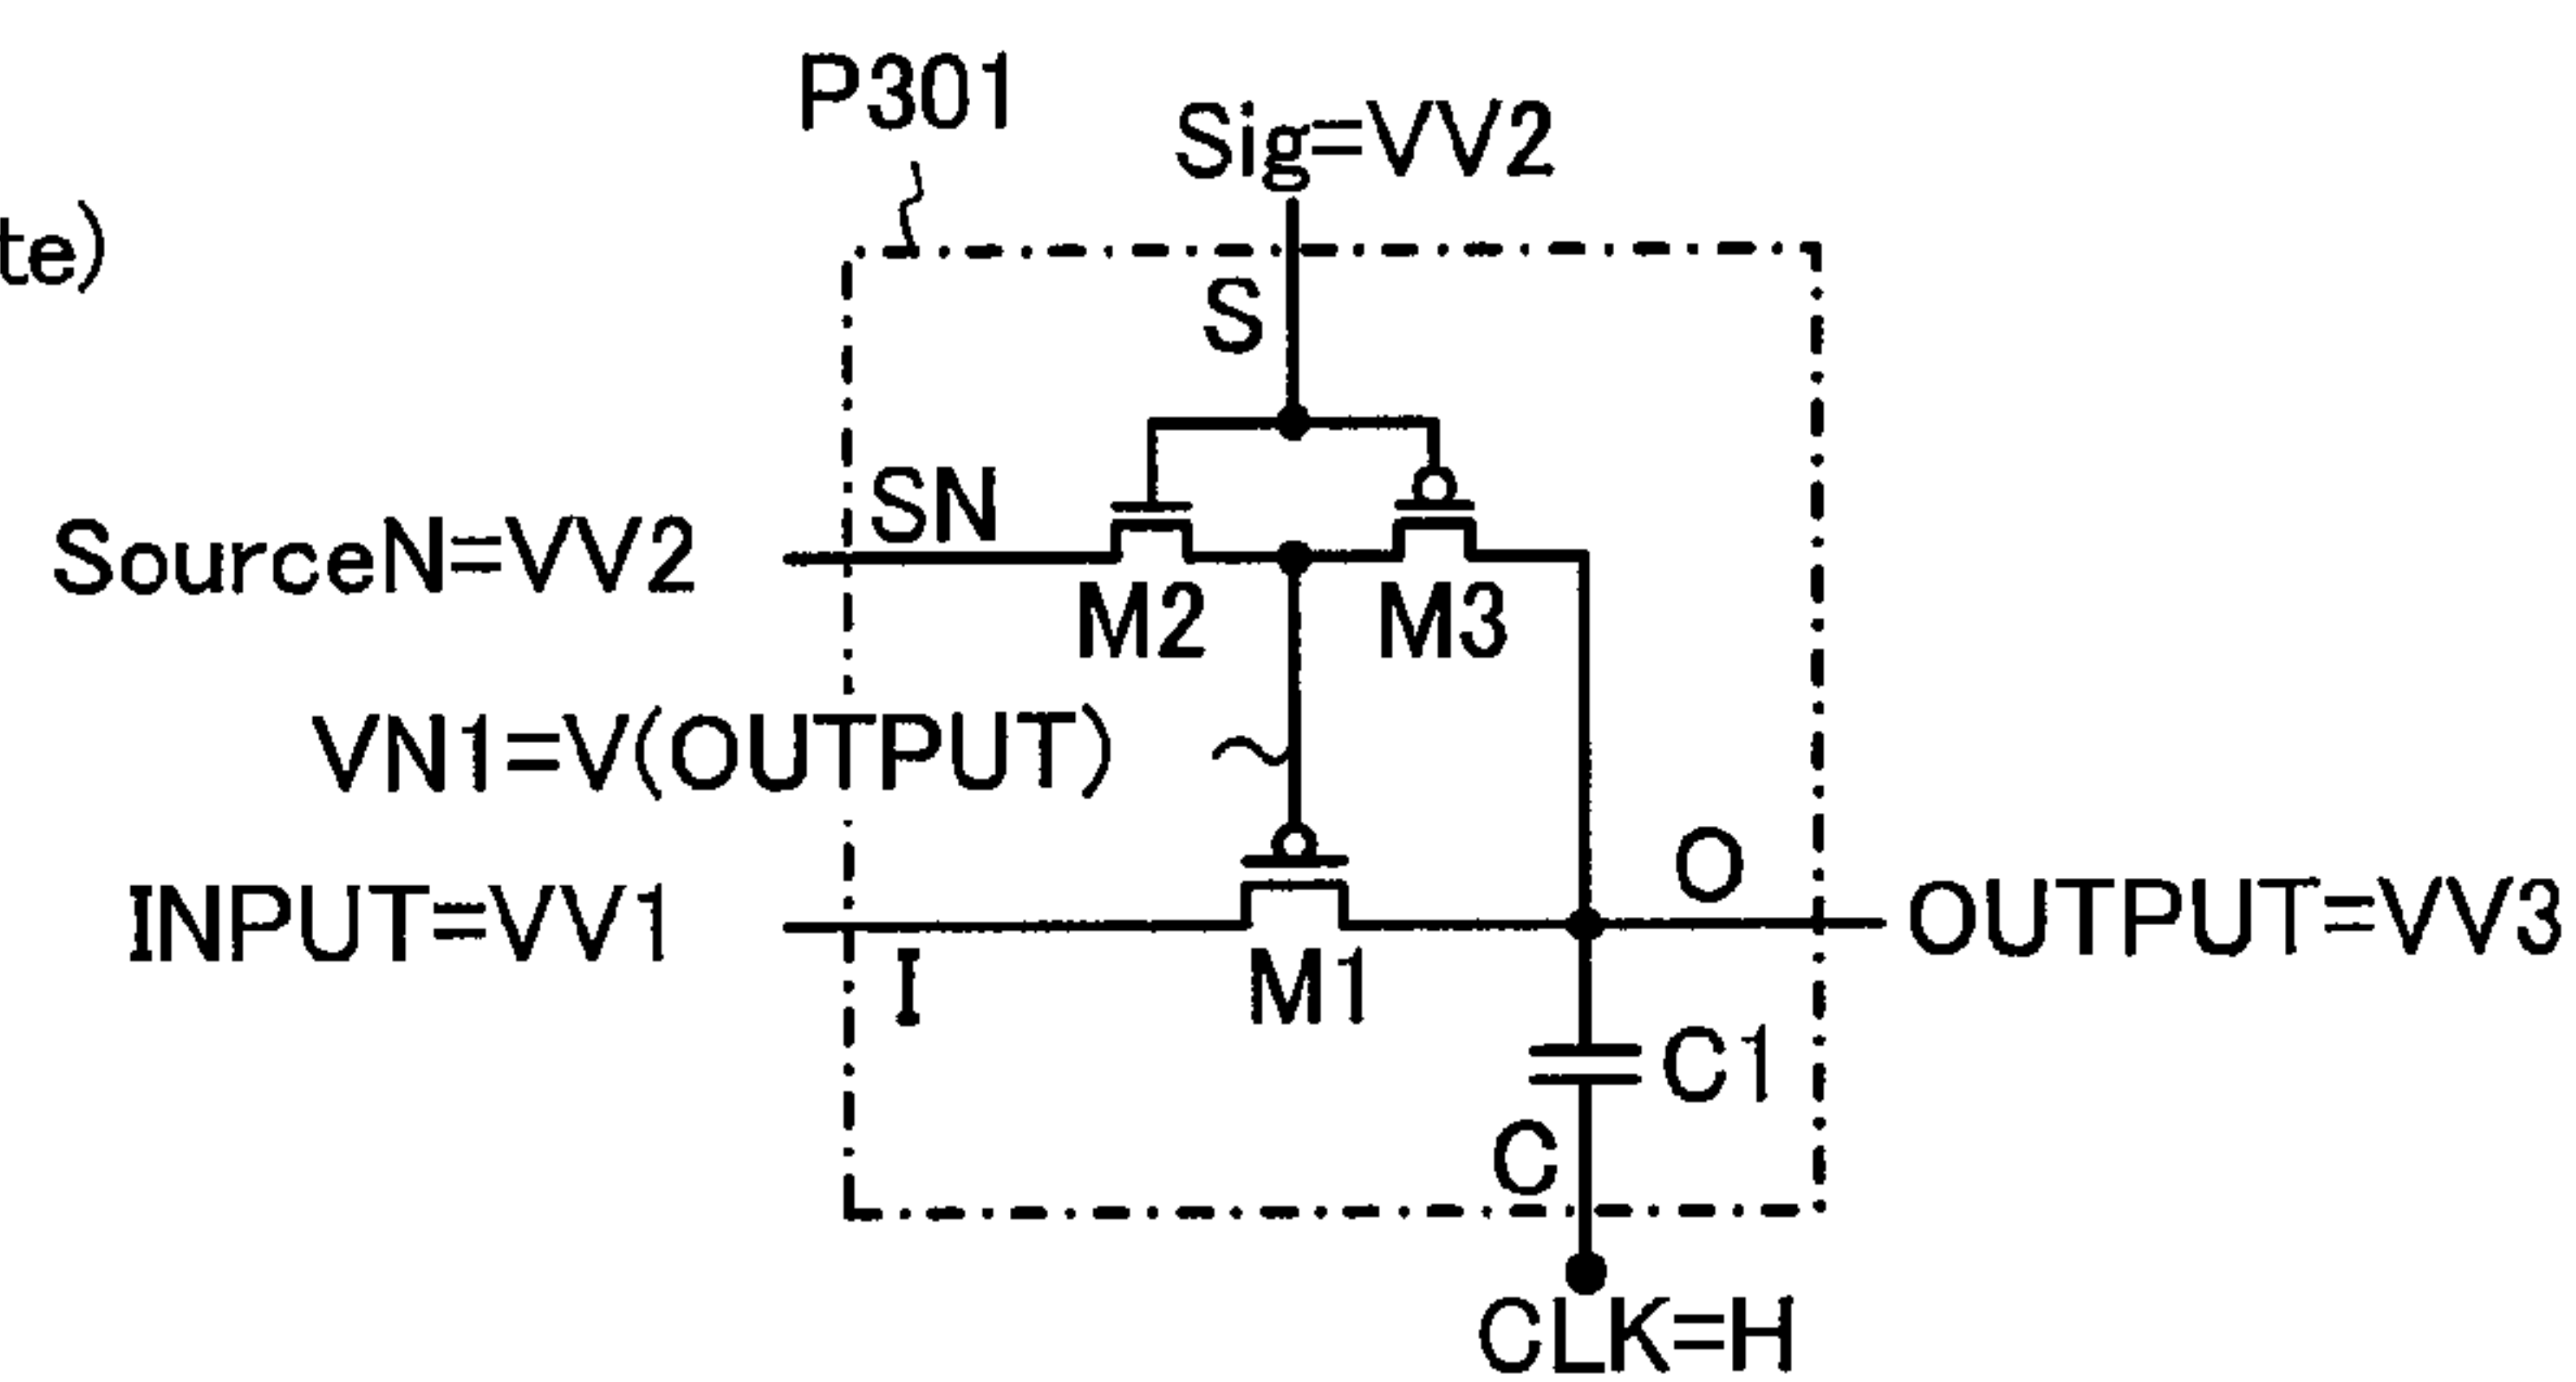 P301
Sig=VV2
te)
S
SN
SourceN=VV2
M2
M3
VN1=V(OUTPUT)
O
INPUT=VV1
OUTPUT=VV3
I
M1
C1
C
CLK=H